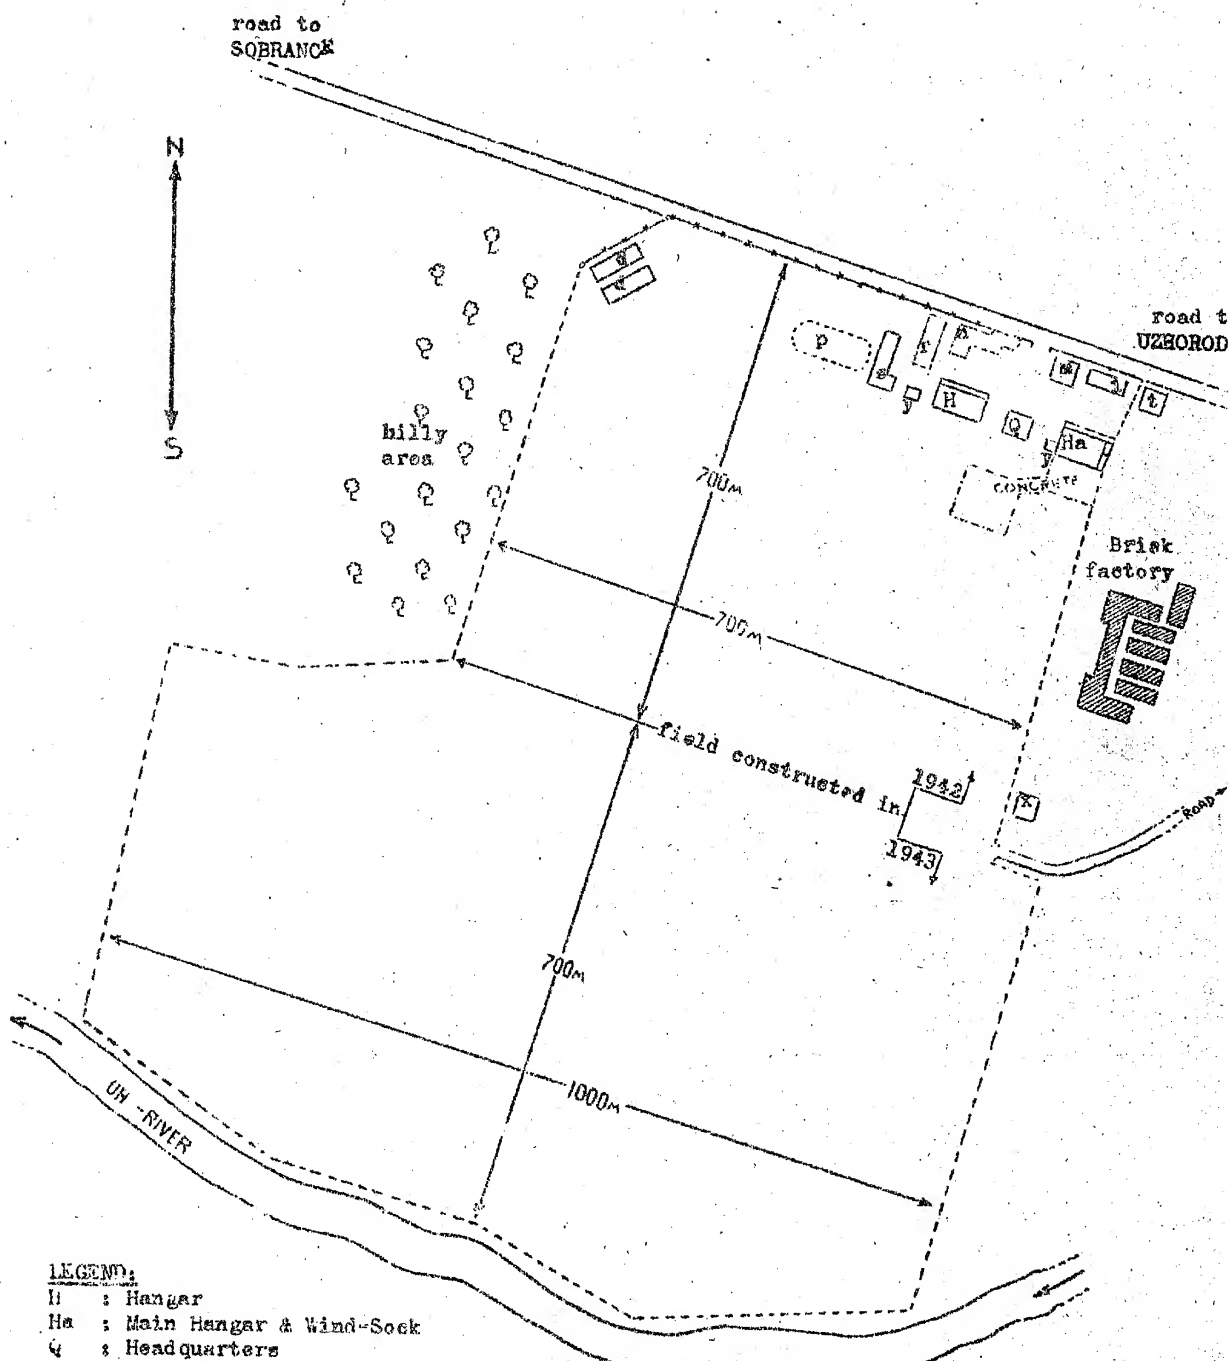 road to
SOBRANCE
N
S
road t
UZHOROD
p
r
e
y
H
Q
y
Ha
t
CONCRETE
hilly
area
700m
700m
Brick
factory
field constructed in
1942
1943
x
ROAD
700m
1000m
UH-RIVER
LEGEND:
H : Hangar
Ha : Main Hangar & Wind-Sock
Q : Headquarters